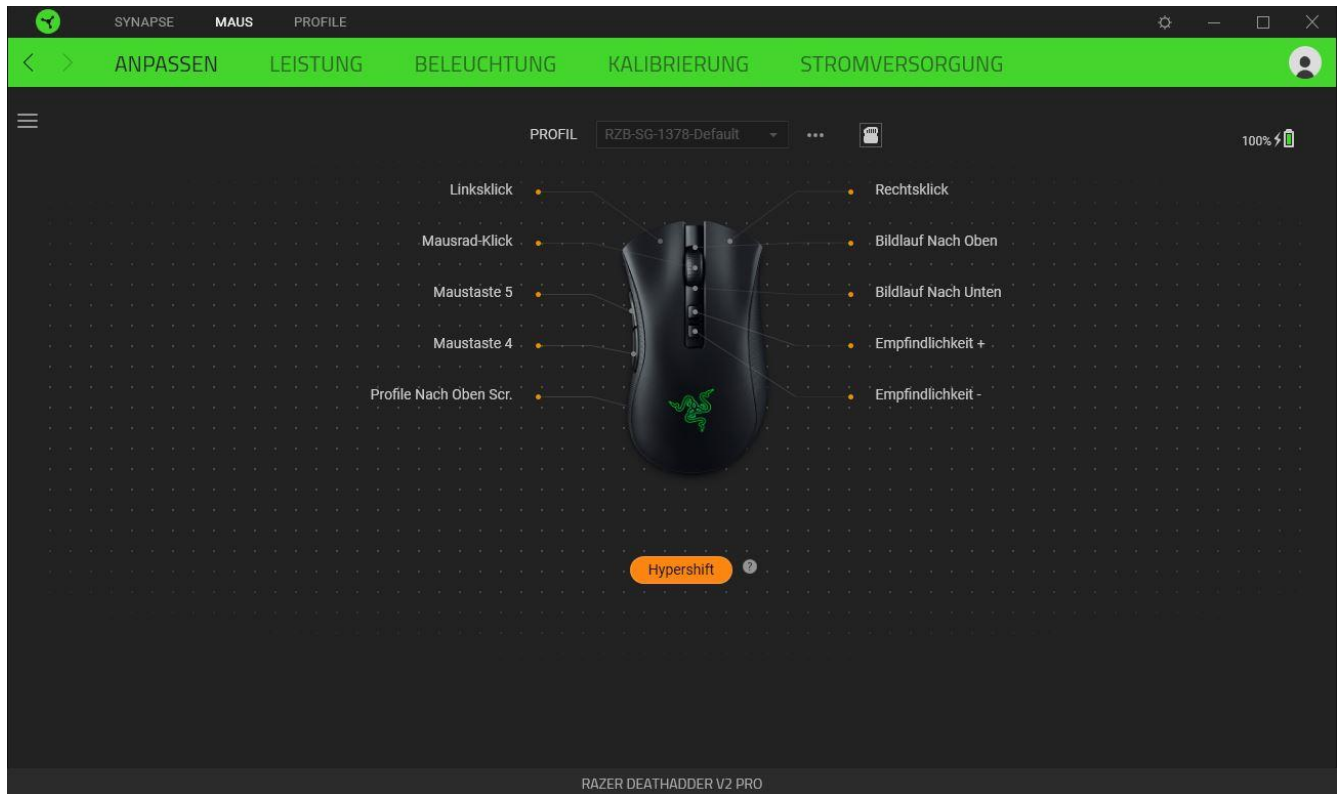 SYNAPSE MAUS PROFILE
ANPASSEN LEISTUNG BELEUCHTUNG KALIBRIERUNG STROMVERSORGUNG
PROFIL RZB-SG-1378-Default •••
100%
Linksklick Rechtsklick
Mausrad-Klick Bildlauf Nach Oben
Maustaste 5 Bildlauf Nach Unten
Maustaste 4 Empfindlichkeit +
Profile Nach Oben Scr. Empfindlichkeit -
Hypershift ?
RAZER DEATHADDER V2 PRO